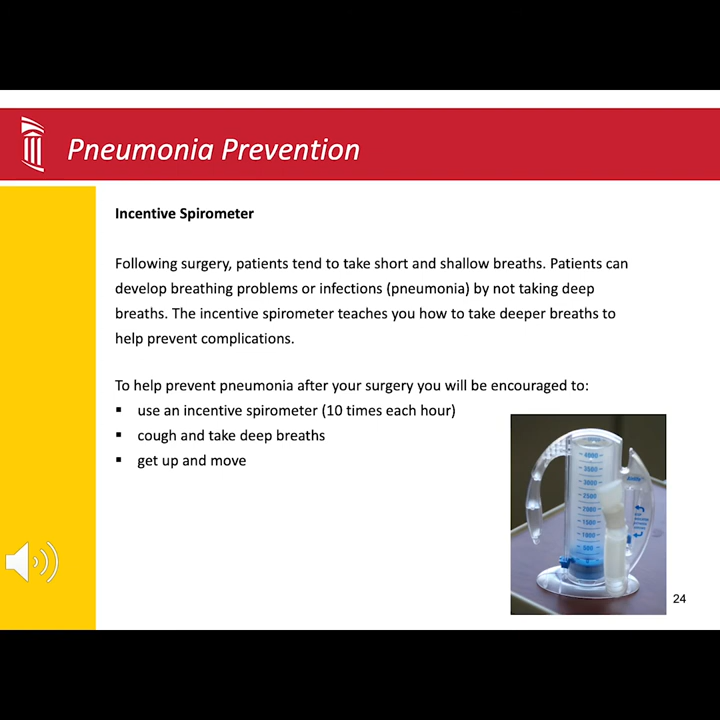 Pneumonia Prevention
Incentive Spirometer
Following surgery, patients tend to take short and shallow breaths. Patients can
develop breathing problems or infections (pneumonia) by not taking deep
breaths. The incentive spirometer teaches you how to take deeper breaths to
help prevent complications.
To help prevent pneumonia after your surgery you will be encouraged to:
▪ use an incentive spirometer (10 times each hour)
▪ cough and take deep breaths
▪ get up and move
4000
3500
3000
2500
2000
1500
1000
500
24